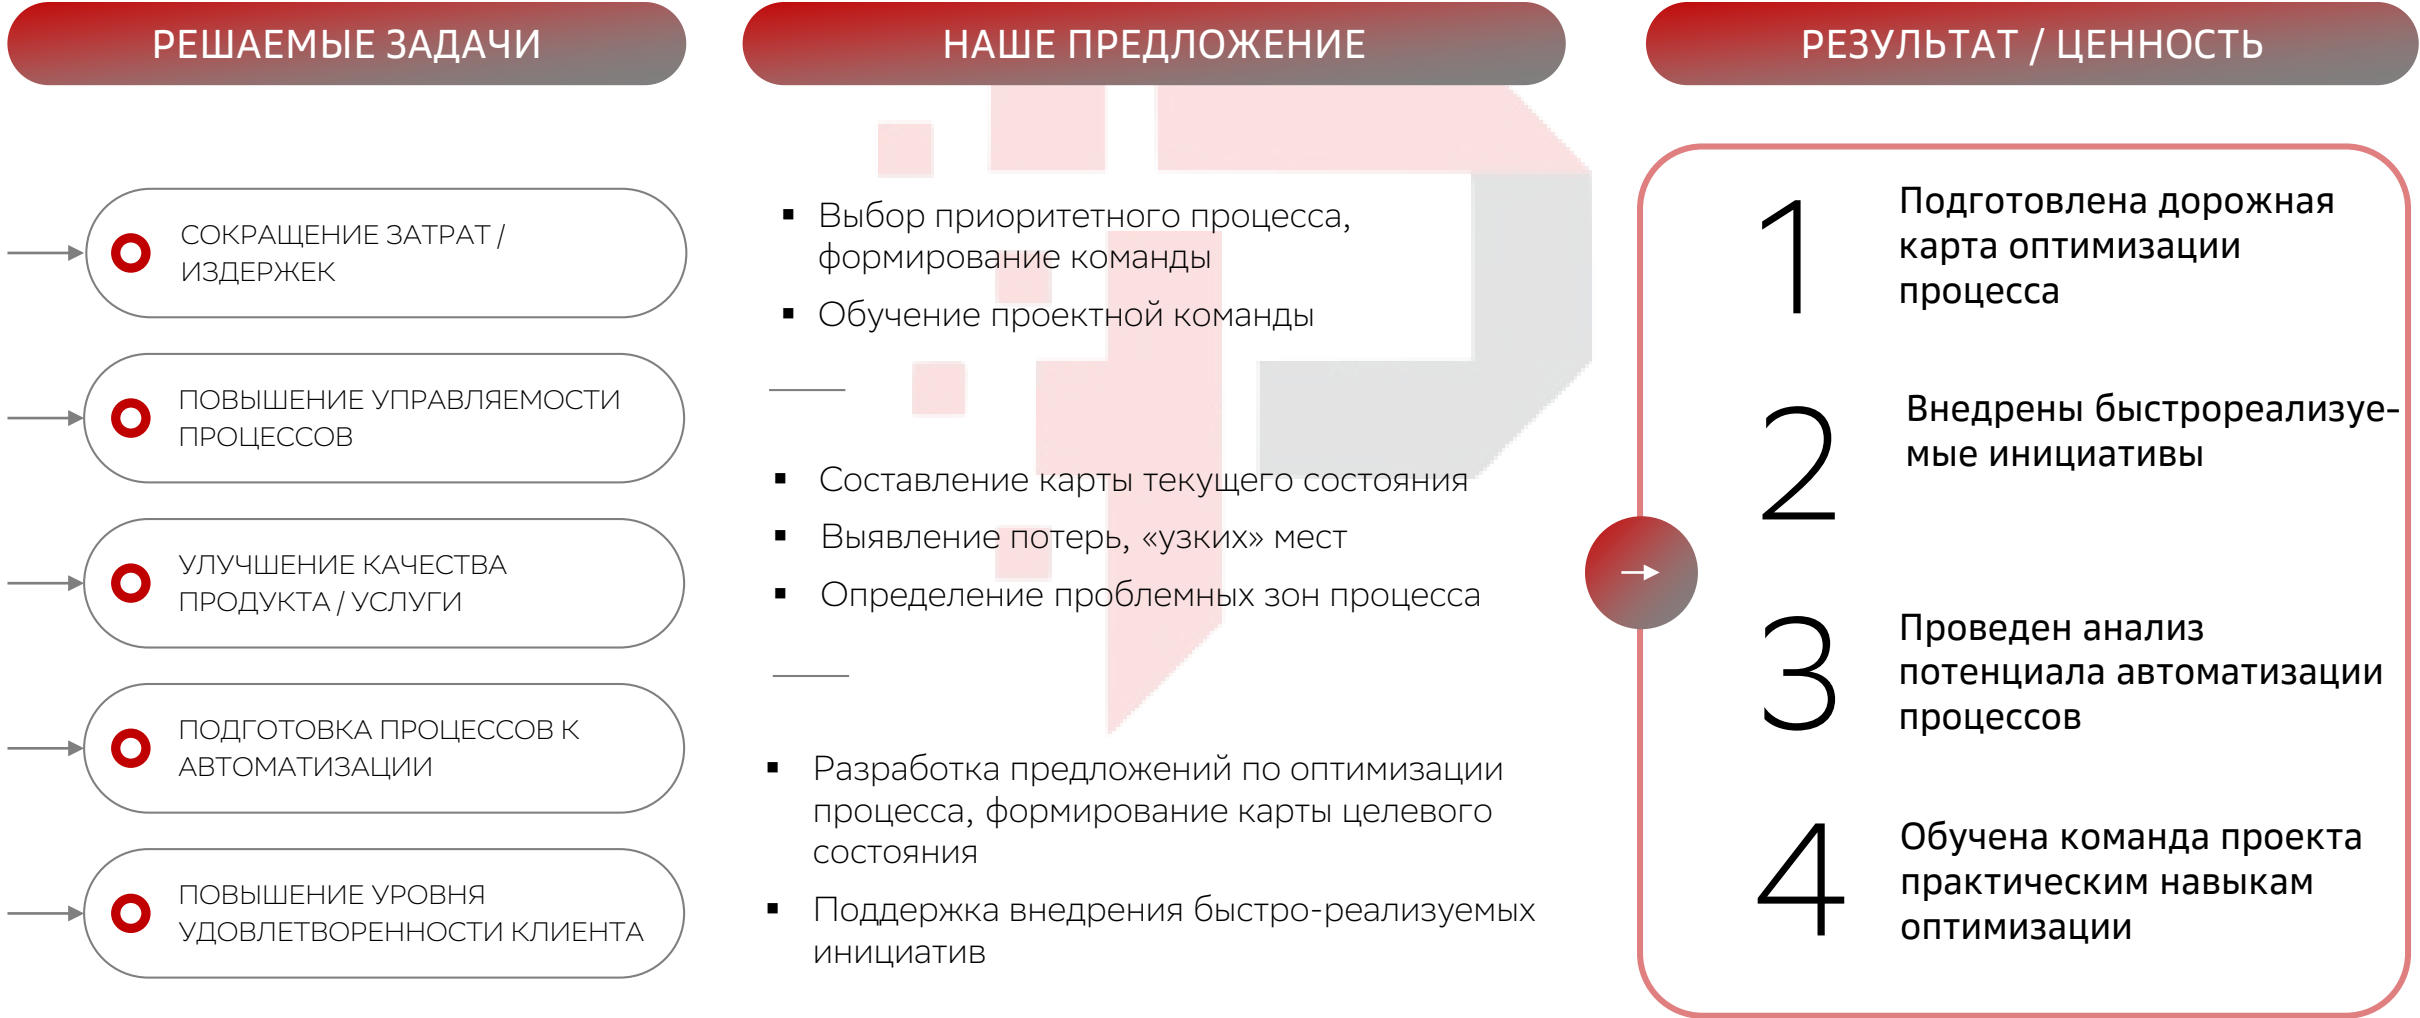 РЕШАЕМЫЕ ЗАДАЧИ
СОКРАЩЕНИЕ ЗАТРАТ /
ИЗДЕРЖЕК
ПОВЫШЕНИЕ УПРАВЛЯЕМОСТИ
ПРОЦЕССОВ
УЛУЧШЕНИЕ КАЧЕСТВА
ПРОДУКТА / УСЛУГИ
ПОДГОТОВКА ПРОЦЕССОВ К
АВТОМАТИЗАЦИИ
ПОВЫШЕНИЕ УРОВНЯ
УДОВЛЕТВОРЕННОСТИ КЛИЕНТА
НАШЕ ПРЕДЛОЖЕНИЕ
▪ Выбор приоритетного процесса,
формирование команды
▪ Обучение проектной команды
▪ Составление карты текущего состояния
▪ Выявление потерь, «узких» мест
▪ Определение проблемных зон процесса
▪ Разработка предложений по оптимизации
процесса, формирование карты целевого
состояния
▪ Поддержка внедрения быстро-реализуемых
инициатив
РЕЗУЛЬТАТ / ЦЕННОСТЬ
1
Подготовлена дорожная
карта оптимизации
процесса
2
Внедрены быстрореализуе-
мые инициативы
3
Проведен анализ
потенциала автоматизации
процессов
4
Обучена команда проекта
практическим навыкам
оптимизации